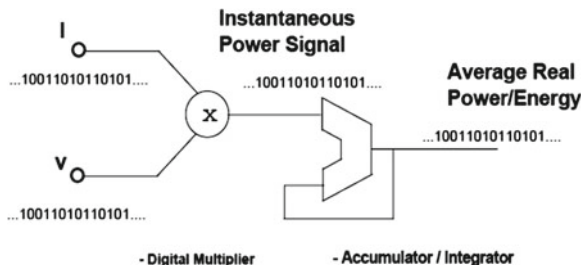 Instantaneous
Power Signal
I
...10011010110101....
...10011010110101...
Average Real
Power/Energy
...10011010110101...
x
v
...10011010110101....
- Digital Multiplier
- Accumulator / Integrator